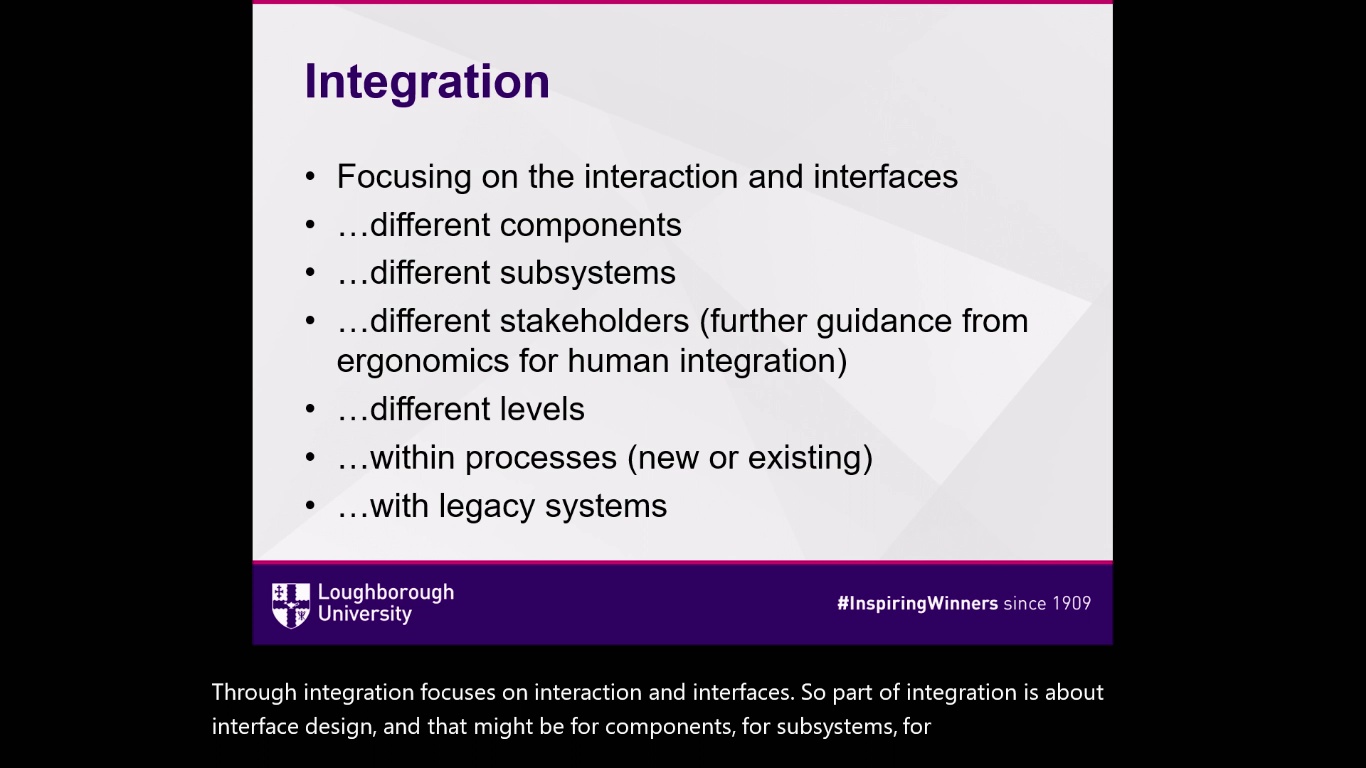 Integration
• Focusing on the interaction and interfaces
• …different components
• …different subsystems
• …different stakeholders (further guidance from
ergonomics for human integration)
• …different levels
• …within processes (new or existing)
• …with legacy systems
Loughborough
University
#InspiringWinners since 1909
Through integration focuses on interaction and interfaces. So part of integration is about
interface design, and that might be for components, for subsystems, for